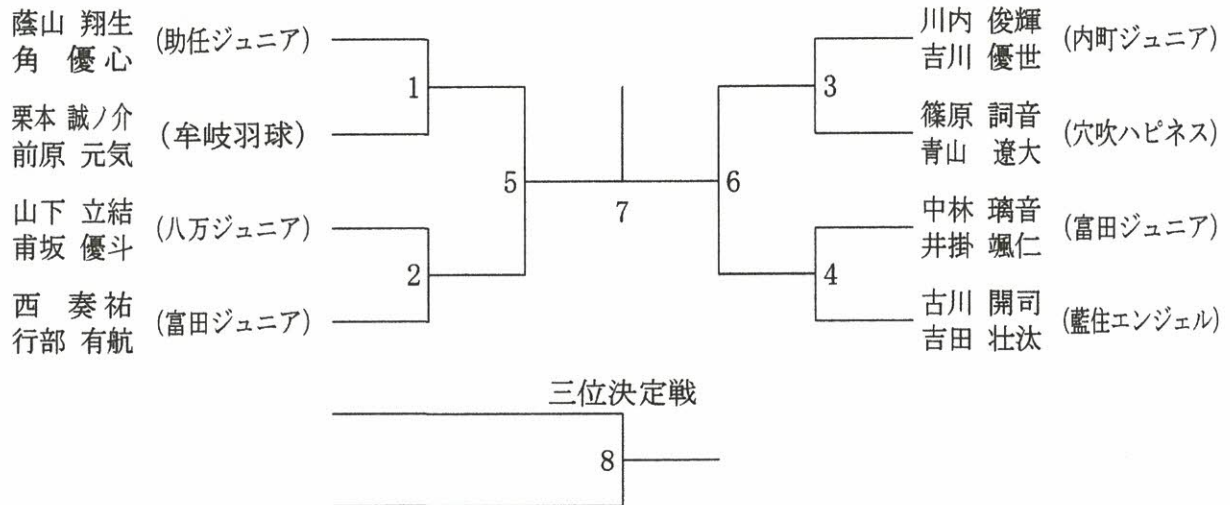 蔭山 翔生
角 優心
(助任ジュニア)
1
栗本 誠ノ介
前原 元気
(牟岐羽球)
5
山下 立結
甫坂 優斗
(八万ジュニア)
2
西 奏祐
行部 有航
(富田ジュニア)
7
川内 俊輝
吉川 優世
(内町ジュニア)
3
篠原 詞音
青山 遼大
(穴吹ハピネス)
6
中林 璃音
井掛 颯仁
(富田ジュニア)
4
古川 開司
吉田 壮汰
(藍住エンジェル)
三位決定戦
8